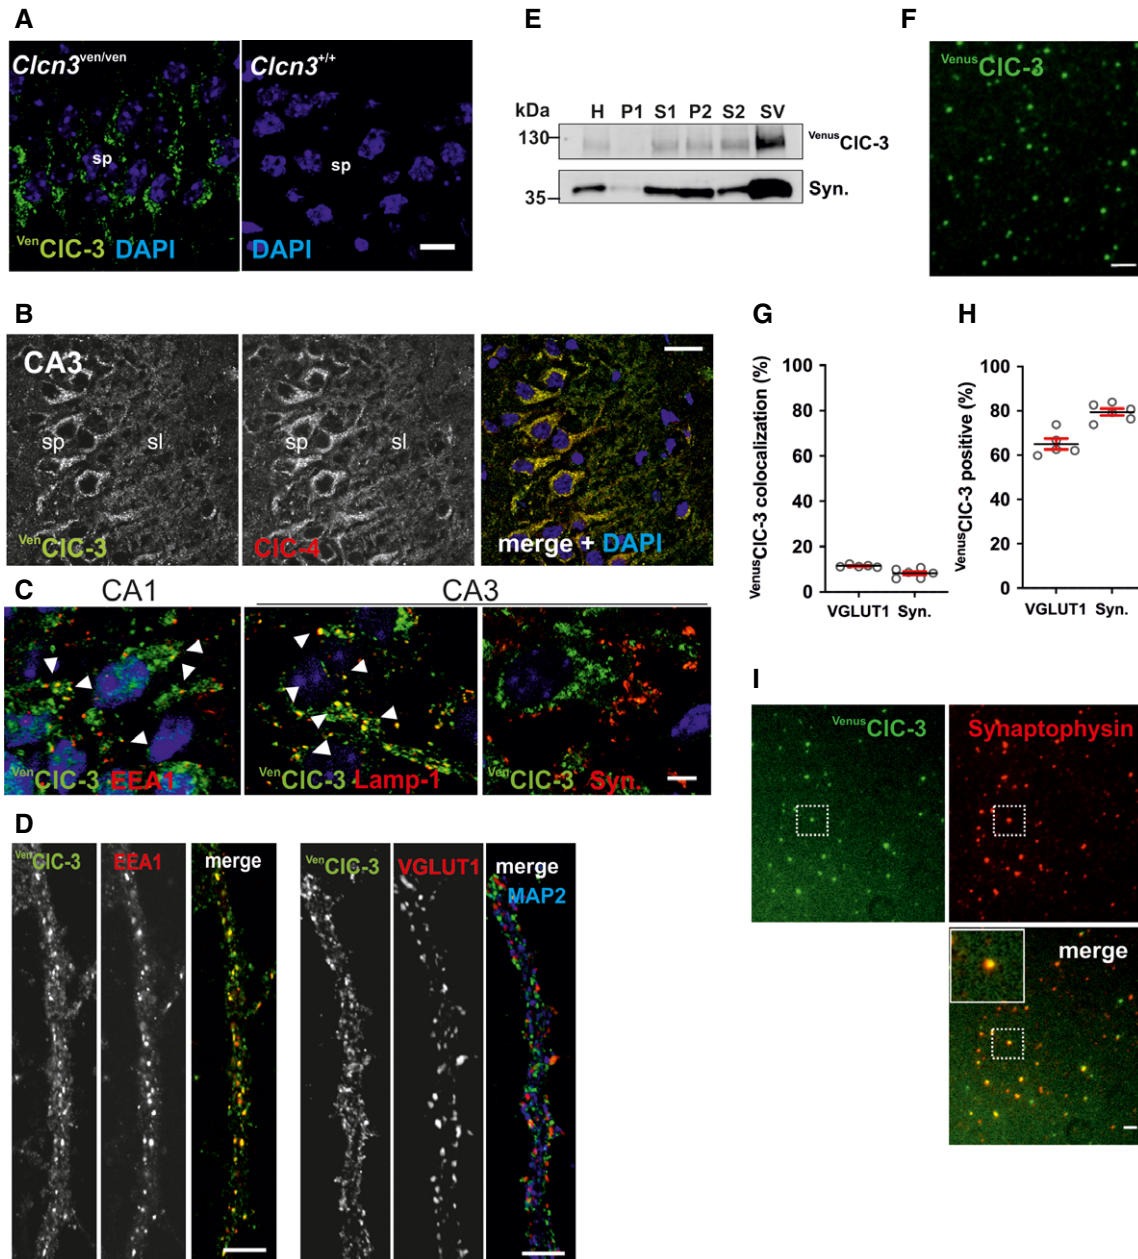 A
Clcn3ven/ven
sp
VenClC-3 DAPI
Clcn3+/+
sp
DAPI
E
kDa H P1 S1 P2 S2 SV
130
VenusClC-3
35
Syn.
F
VenusClC-3
B
CA3
sp sl
VenClC-3
sp sl
ClC-4
merge + DAPI
G
VenusClC-3 colocalization (%)
100
80
60
40
20
0
VGLUT1 Syn.
H
VenusClC-3 positive (%)
100
80
60
40
20
0
VGLUT1 Syn.
C
CA1 CA3
VenClC-3 EEA1
VenClC-3 Lamp-1
VenClC-3 Syn.
D
VenClC-3 EEA1 merge
VenClC-3 VGLUT1 merge
MAP2
I
VenusClC-3
Synaptophysin
merge